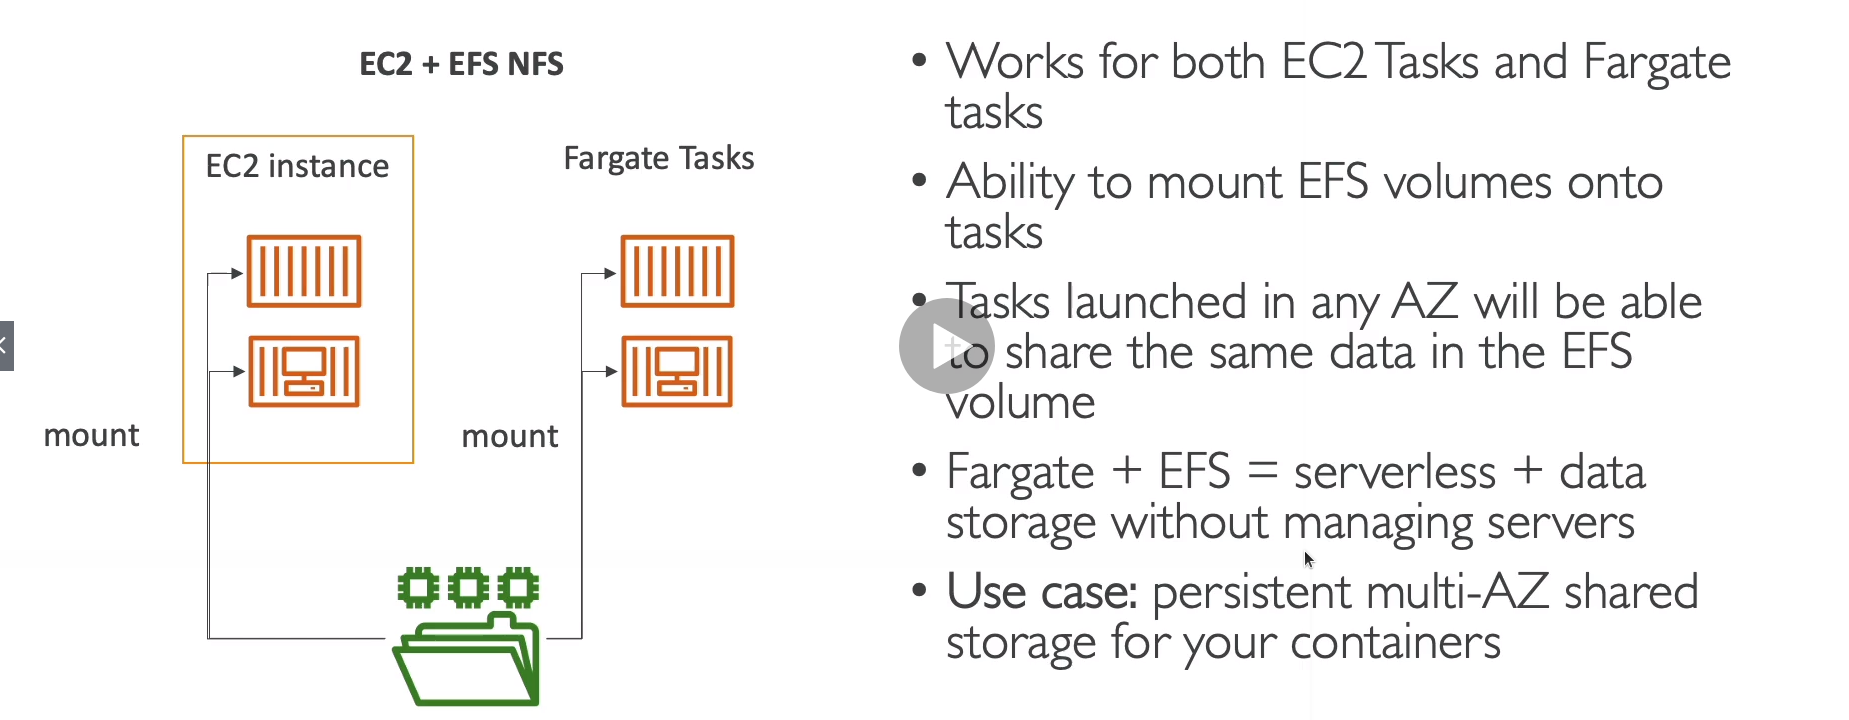 EC2 + EFS NFS
EC2 instance
Fargate Tasks
mount
mount
• Works for both EC2 Tasks and Fargate
tasks
• Ability to mount EFS volumes onto
tasks
• Tasks launched in any AZ will be able
to share the same data in the EFS
volume
• Fargate + EFS = serverless + data
storage without managing servers
• Use case: persistent multi-AZ shared
storage for your containers